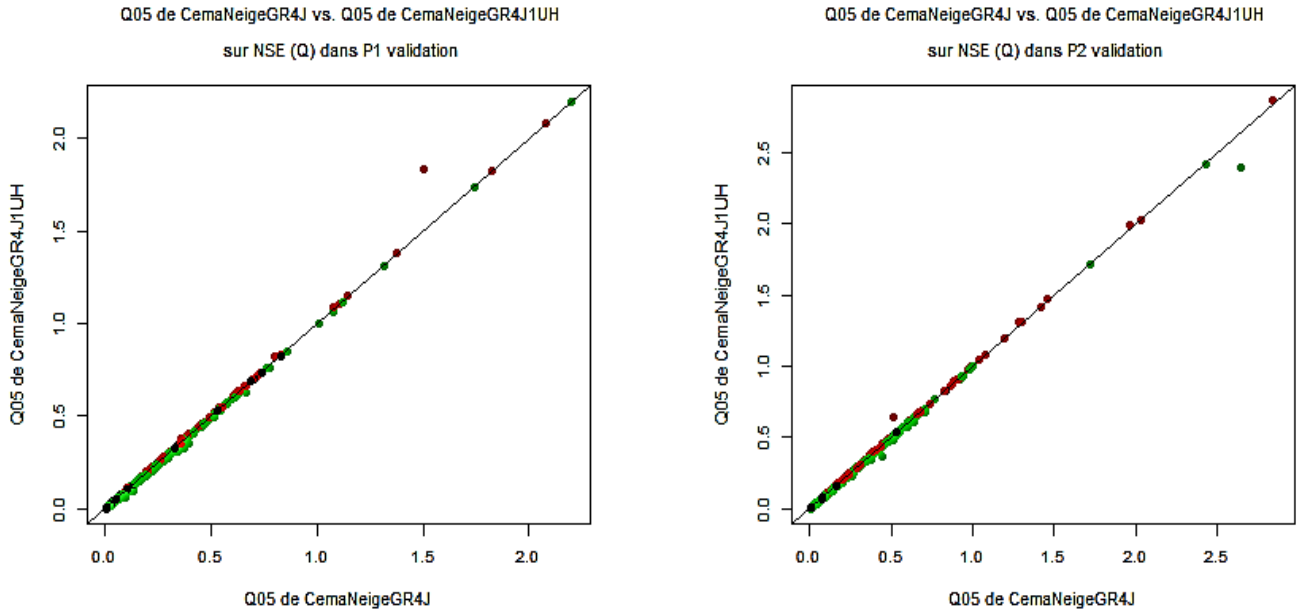 Q05 de CemaNeigeGR4J vs. Q05 de CemaNeigeGR4J1UH
sur NSE (Q) dans P1 validation
Q05 de CemaNeigeGR4J1UH
2.0
1.5
1.0
0.5
0.0
0.0 0.5 1.0 1.5 2.0
Q05 de CemaNeigeGR4J
Q05 de CemaNeigeGR4J vs. Q05 de CemaNeigeGR4J1UH
sur NSE (Q) dans P2 validation
Q05 de CemaNeigeGR4J1UH
2.5
2.0
1.5
1.0
0.5
0.0
0.0 0.5 1.0 1.5 2.0 2.5
Q05 de CemaNeigeGR4J